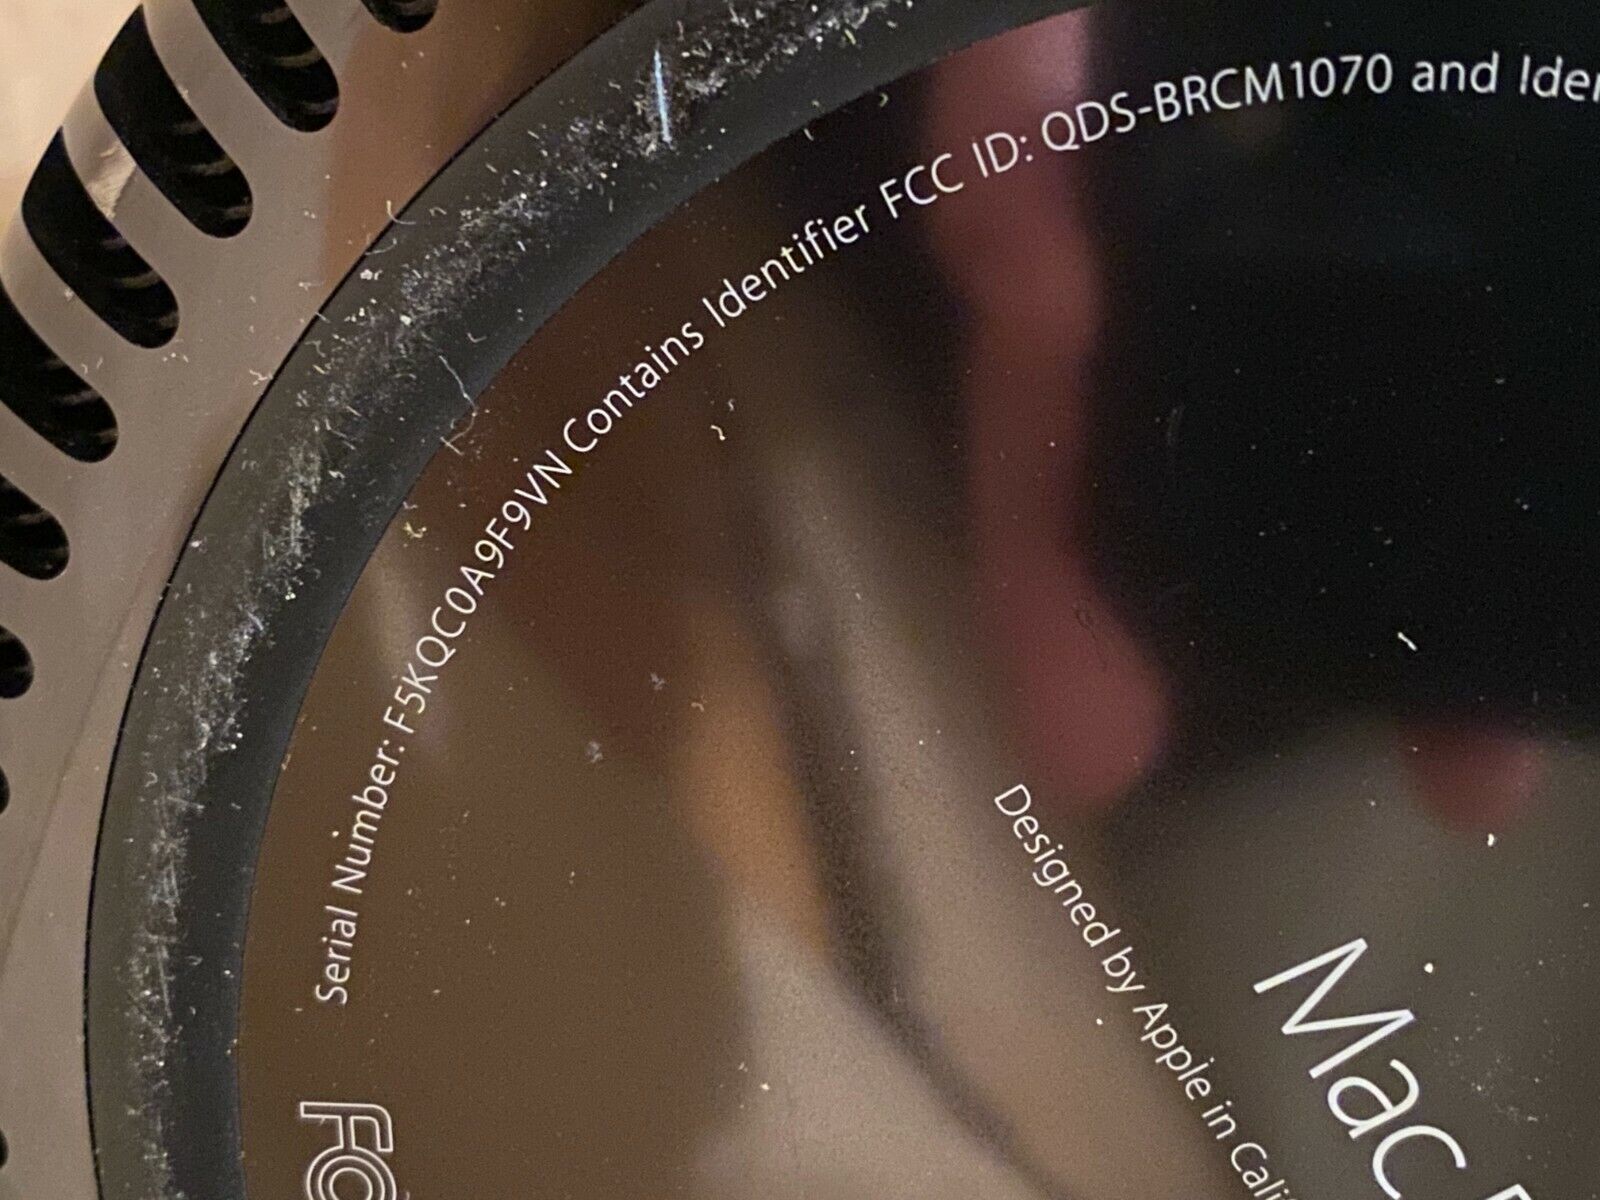 Serial Number: F5KQC0A9F9VN Contains Identifier FCC ID: QDS-BRCM1070 and
Designed by Apple in
Mac